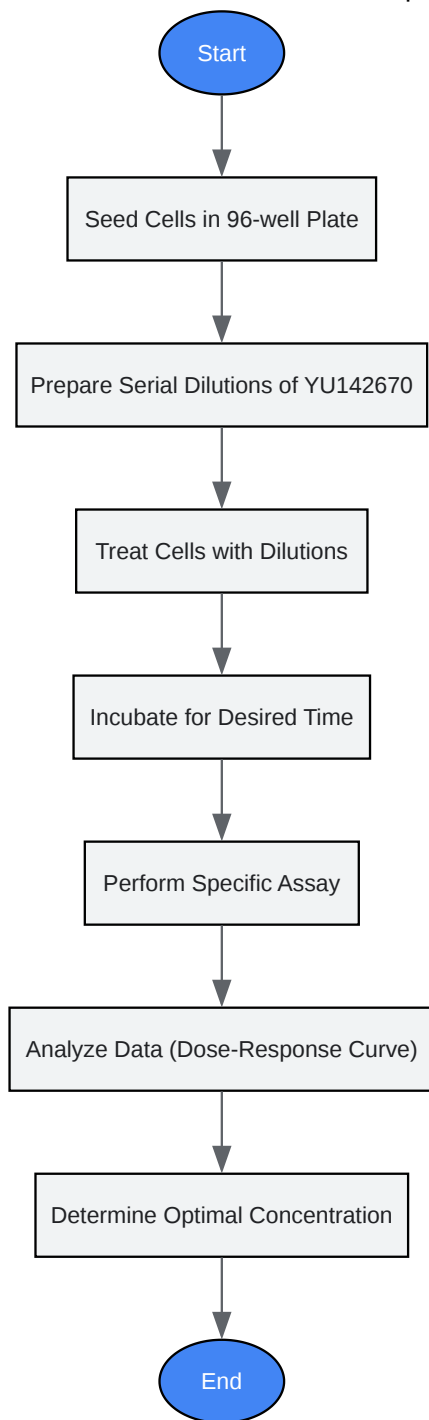 Start
Seed Cells in 96-well Plate
Prepare Serial Dilutions of YU142670
Treat Cells with Dilutions
Incubate for Desired Time
Perform Specific Assay
Analyze Data (Dose-Response Curve)
Determine Optimal Concentration
End